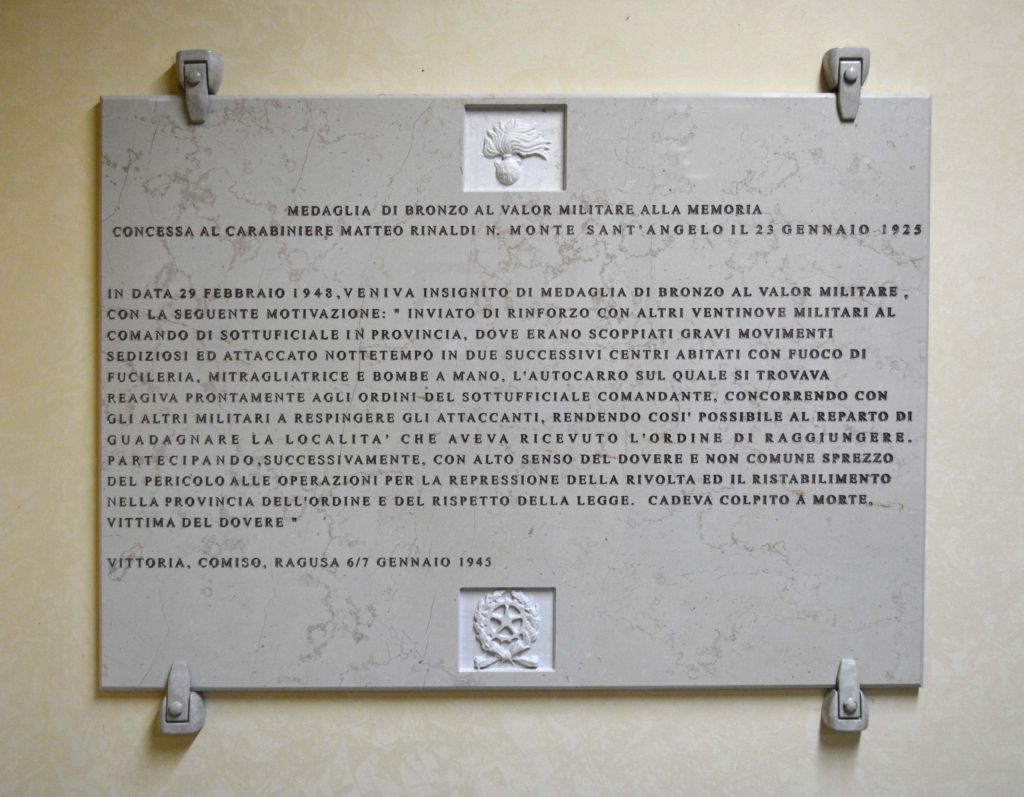 MEDAGLIA DI BRONZO AL VALOR MILITARE ALLA MEMORIA
CONCESSA AL CARABINIERE MATTEO RINALDI N. MONTE SANT'ANGELO IL 23 GENNAIO 1925
IN DATA 29 FEBBRAIO 1948, VENIVA INSIGNITO DI MEDAGLIA DI BRONZO AL VALOR MILITARE,
CON LA SEGUENTE MOTIVAZIONE: " INVIATO DI RINFORZO CON ALTRI VENTINOVE MILITARI AL
COMANDO DI SOTTUFICIALE IN PROVINCIA, DOVE ERANO SCOPPIATI GRAVI MOVIMENTI
SEDIZIOSI ED ATTACCATO NOTTETEMPO IN DUE SUCCESSIVI CENTRI ABITATI CON FUOCO DI
FUCILERIA, MITRAGLIATRICE E BOMBE A MANO, L'AUTOCARRO SUL QUALE SI TROVAVA
REAGIVA PRONTAMENTE AGLI ORDINI DEL SOTTUFFICIALE COMANDANTE, CONCORRENDO CON
GLI ALTRI MILITARI A RESPINGERE GLI ATTACCANTI, RENDENDO COSI' POSSIBILE AL REPARTO DI
GUADAGNARE LA LOCALITA' CHE AVEVA RICEVUTO L'ORDINE DI RAGGIUNGERE.
PARTECIPANDO, SUCCESSIVAMENTE, CON ALTO SENSO DEL DOVERE E NON COMUNE SPREZZO
DEL PERICOLO ALLE OPERAZIONI PER LA REPRESSIONE DELLA RIVOLTA ED IL RISTABILIMENTO
NELLA PROVINCIA DELL'ORDINE E DEL RISPETTO DELLA LEGGE. CADEVA COLPITO A MORTE,
VITTIMA DEL DOVERE "
VITTORIA, COMISO, RAGUSA 6/7 GENNAIO 1945